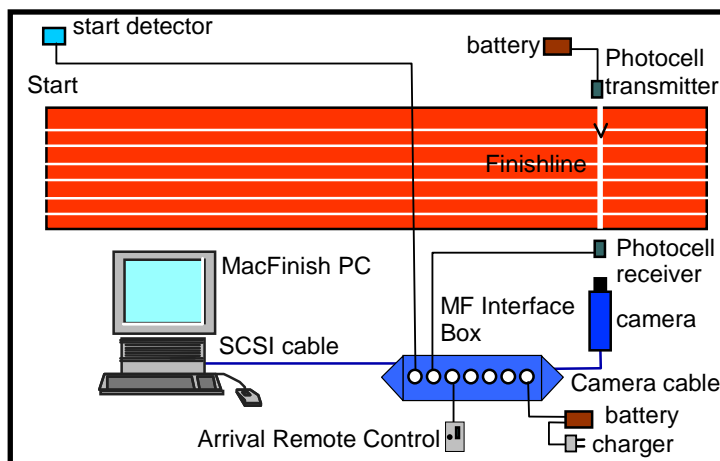 start detector
battery
Photocell
transmitter
Start
Finishline
Photocell
receiver
MacFinish PC
MF Interface
Box
camera
SCSI cable
Camera cable
battery
Arrival Remote Control
charger